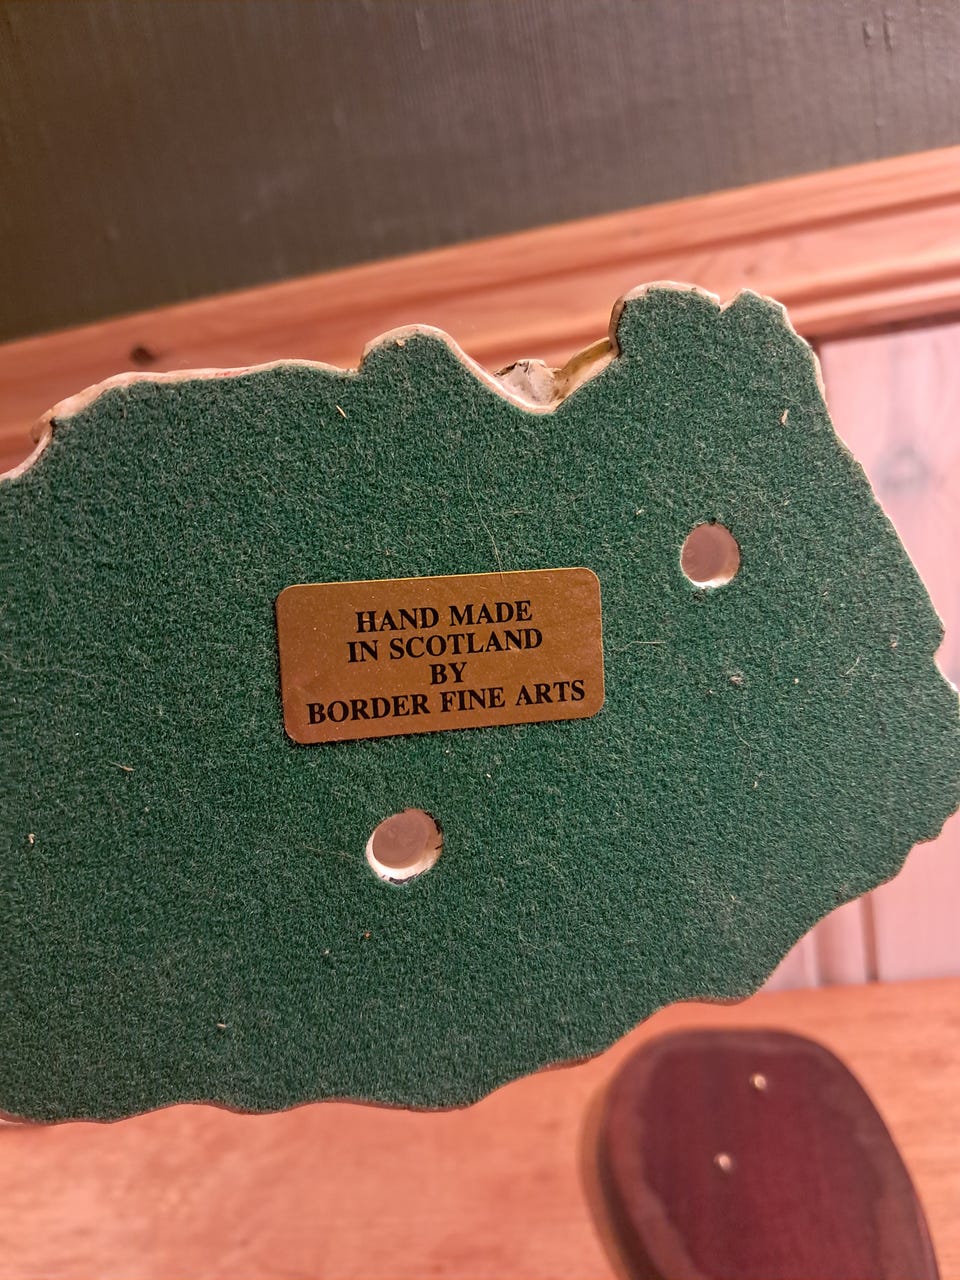 HAND MADE
IN SCOTLAND
BY
BORDER FINE ARTS